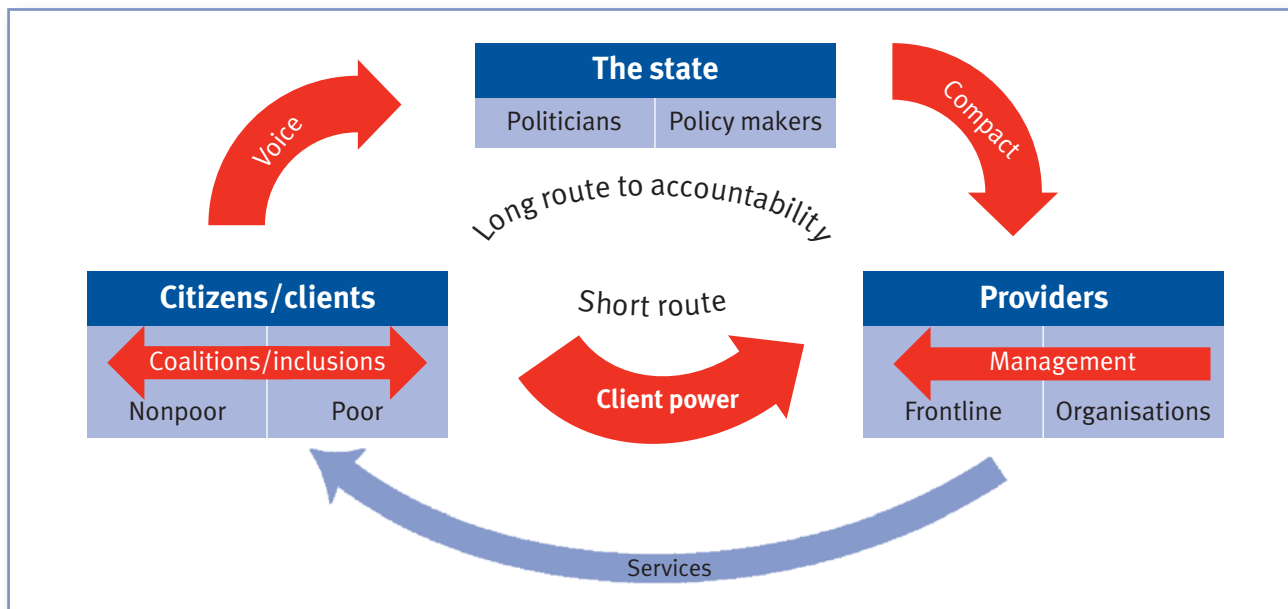 The state
Politicians
Policy makers
Voice
Compact
Long route to accountability
Short route
Client power
Citizens/clients
Coalitions/inclusions
Nonpoor
Poor
Providers
Management
Frontline
Organisations
Services